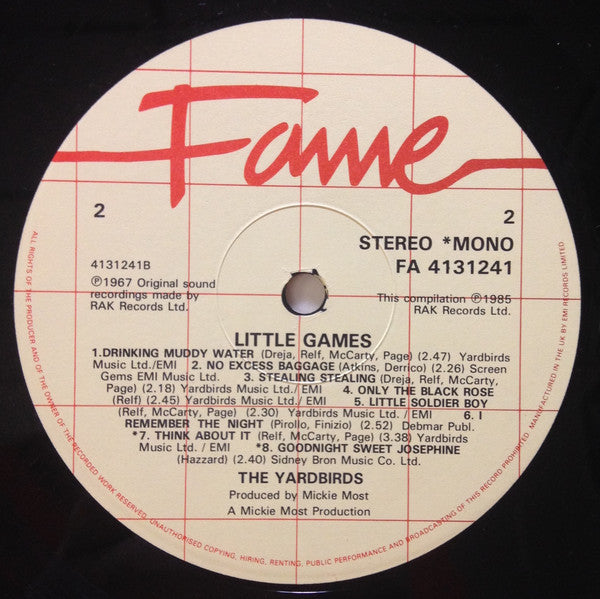 Fame
2
2
STEREO *MONO
4131241B
FA 4131241
℗1967 Original sound
recordings made by
RAK Records Ltd.
This compilation ℗1985
RAK Records Ltd.
LITTLE GAMES
1.DRINKING MUDDY WATER (Dreja, Relf, McCarty, Page) (2.47) Yardbirds
Music Ltd./EMI 2. NO EXCESS BAGGAGE (Atkins, Derrico) (2.26) Screen
Gems EMI Music Ltd. 3. STEALING STEALING (Dreja, Relf, McCarty,
Page) (2.18) Yardbirds Music Ltd./ EMI 4. ONLY THE BLACK ROSE
(Relf) (2.45) Yardbirds Music Ltd./ EMI 5. LITTLE SOLDIER BOY
(Relf, McCarty, Page) (2.30) Yardbirds Music Ltd. / EMI 6. I
REMEMBER THE NIGHT (Pirollo, Finizio) (2.52) Debmar Publ.
*7. THINK ABOUT IT (Relf, McCarty, Page) (3.38) Yardbirds
Music Ltd. / EMI *8. GOODNIGHT SWEET JOSEPHINE
(Hazzard) (2.40) Sidney Bron Music Co. Ltd.
THE YARDBIRDS
Produced by Mickie Most
A Mickie Most Production
ALL RIGHTS OF THE PRODUCER AND OF THE OWNER OF THE RECORDED WORK RESERVED. UNAUTHORISED COPYING, HIRING, RENTING, PUBLIC PERFORMANCE AND BROADCASTING OF THIS RECORD PROHIBITED. MANUFACTURED IN THE UK BY EMI RECORDS LIMITED